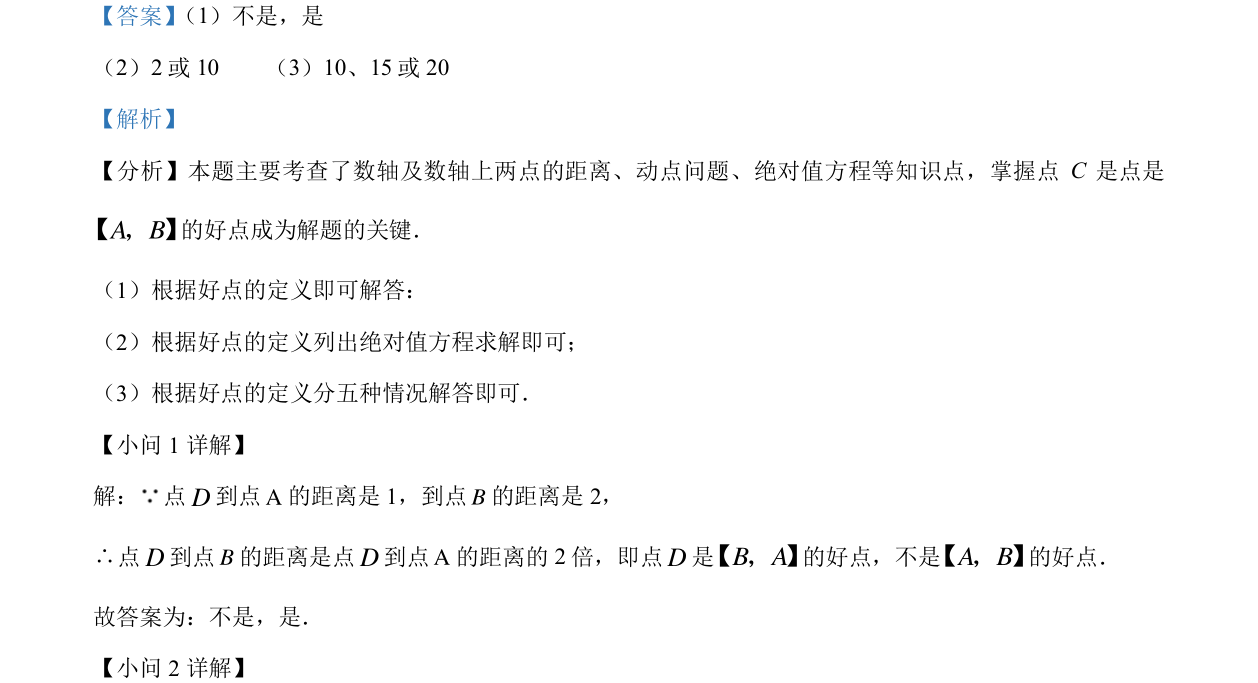 【答案】（1）不是，是
（2）2 或 10 （3）10、15 或 20
【解析】
【分析】本题主要考查了数轴及数轴上两点的距离、动点问题、绝对值方程等知识点，掌握点 C 是点是
【A，B】的好点成为解题的关键．
（1）根据好点的定义即可解答：
（2）根据好点的定义列出绝对值方程求解即可；
（3）根据好点的定义分五种情况解答即可．
【小问 1 详解】
解：∵点 D 到点 A 的距离是 1，到点 B 的距离是 2，
∴点 D 到点 B 的距离是点 D 到点 A 的距离的 2 倍，即点 D 是【B，A】的好点，不是【A，B】的好点．
故答案为：不是，是．
【小问 2 详解】